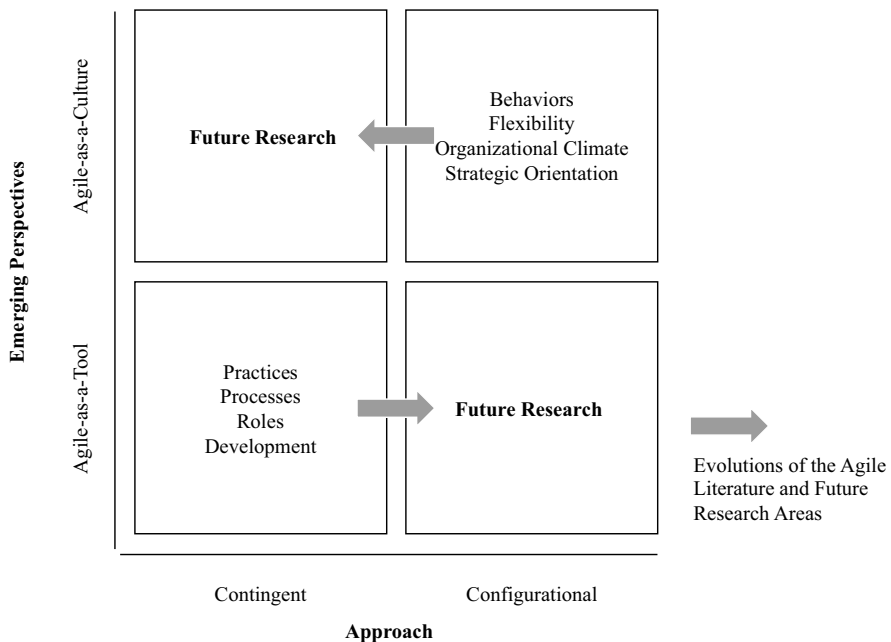 Emerging Perspectives
Agile-as-a-Culture
Future Research
Behaviors
Flexibility
Organizational Climate
Strategic Orientation
Agile-as-a-Tool
Practices
Processes
Roles
Development
Future Research
Evolutions of the Agile
Literature and Future
Research Areas
Contingent
Configurational
Approach